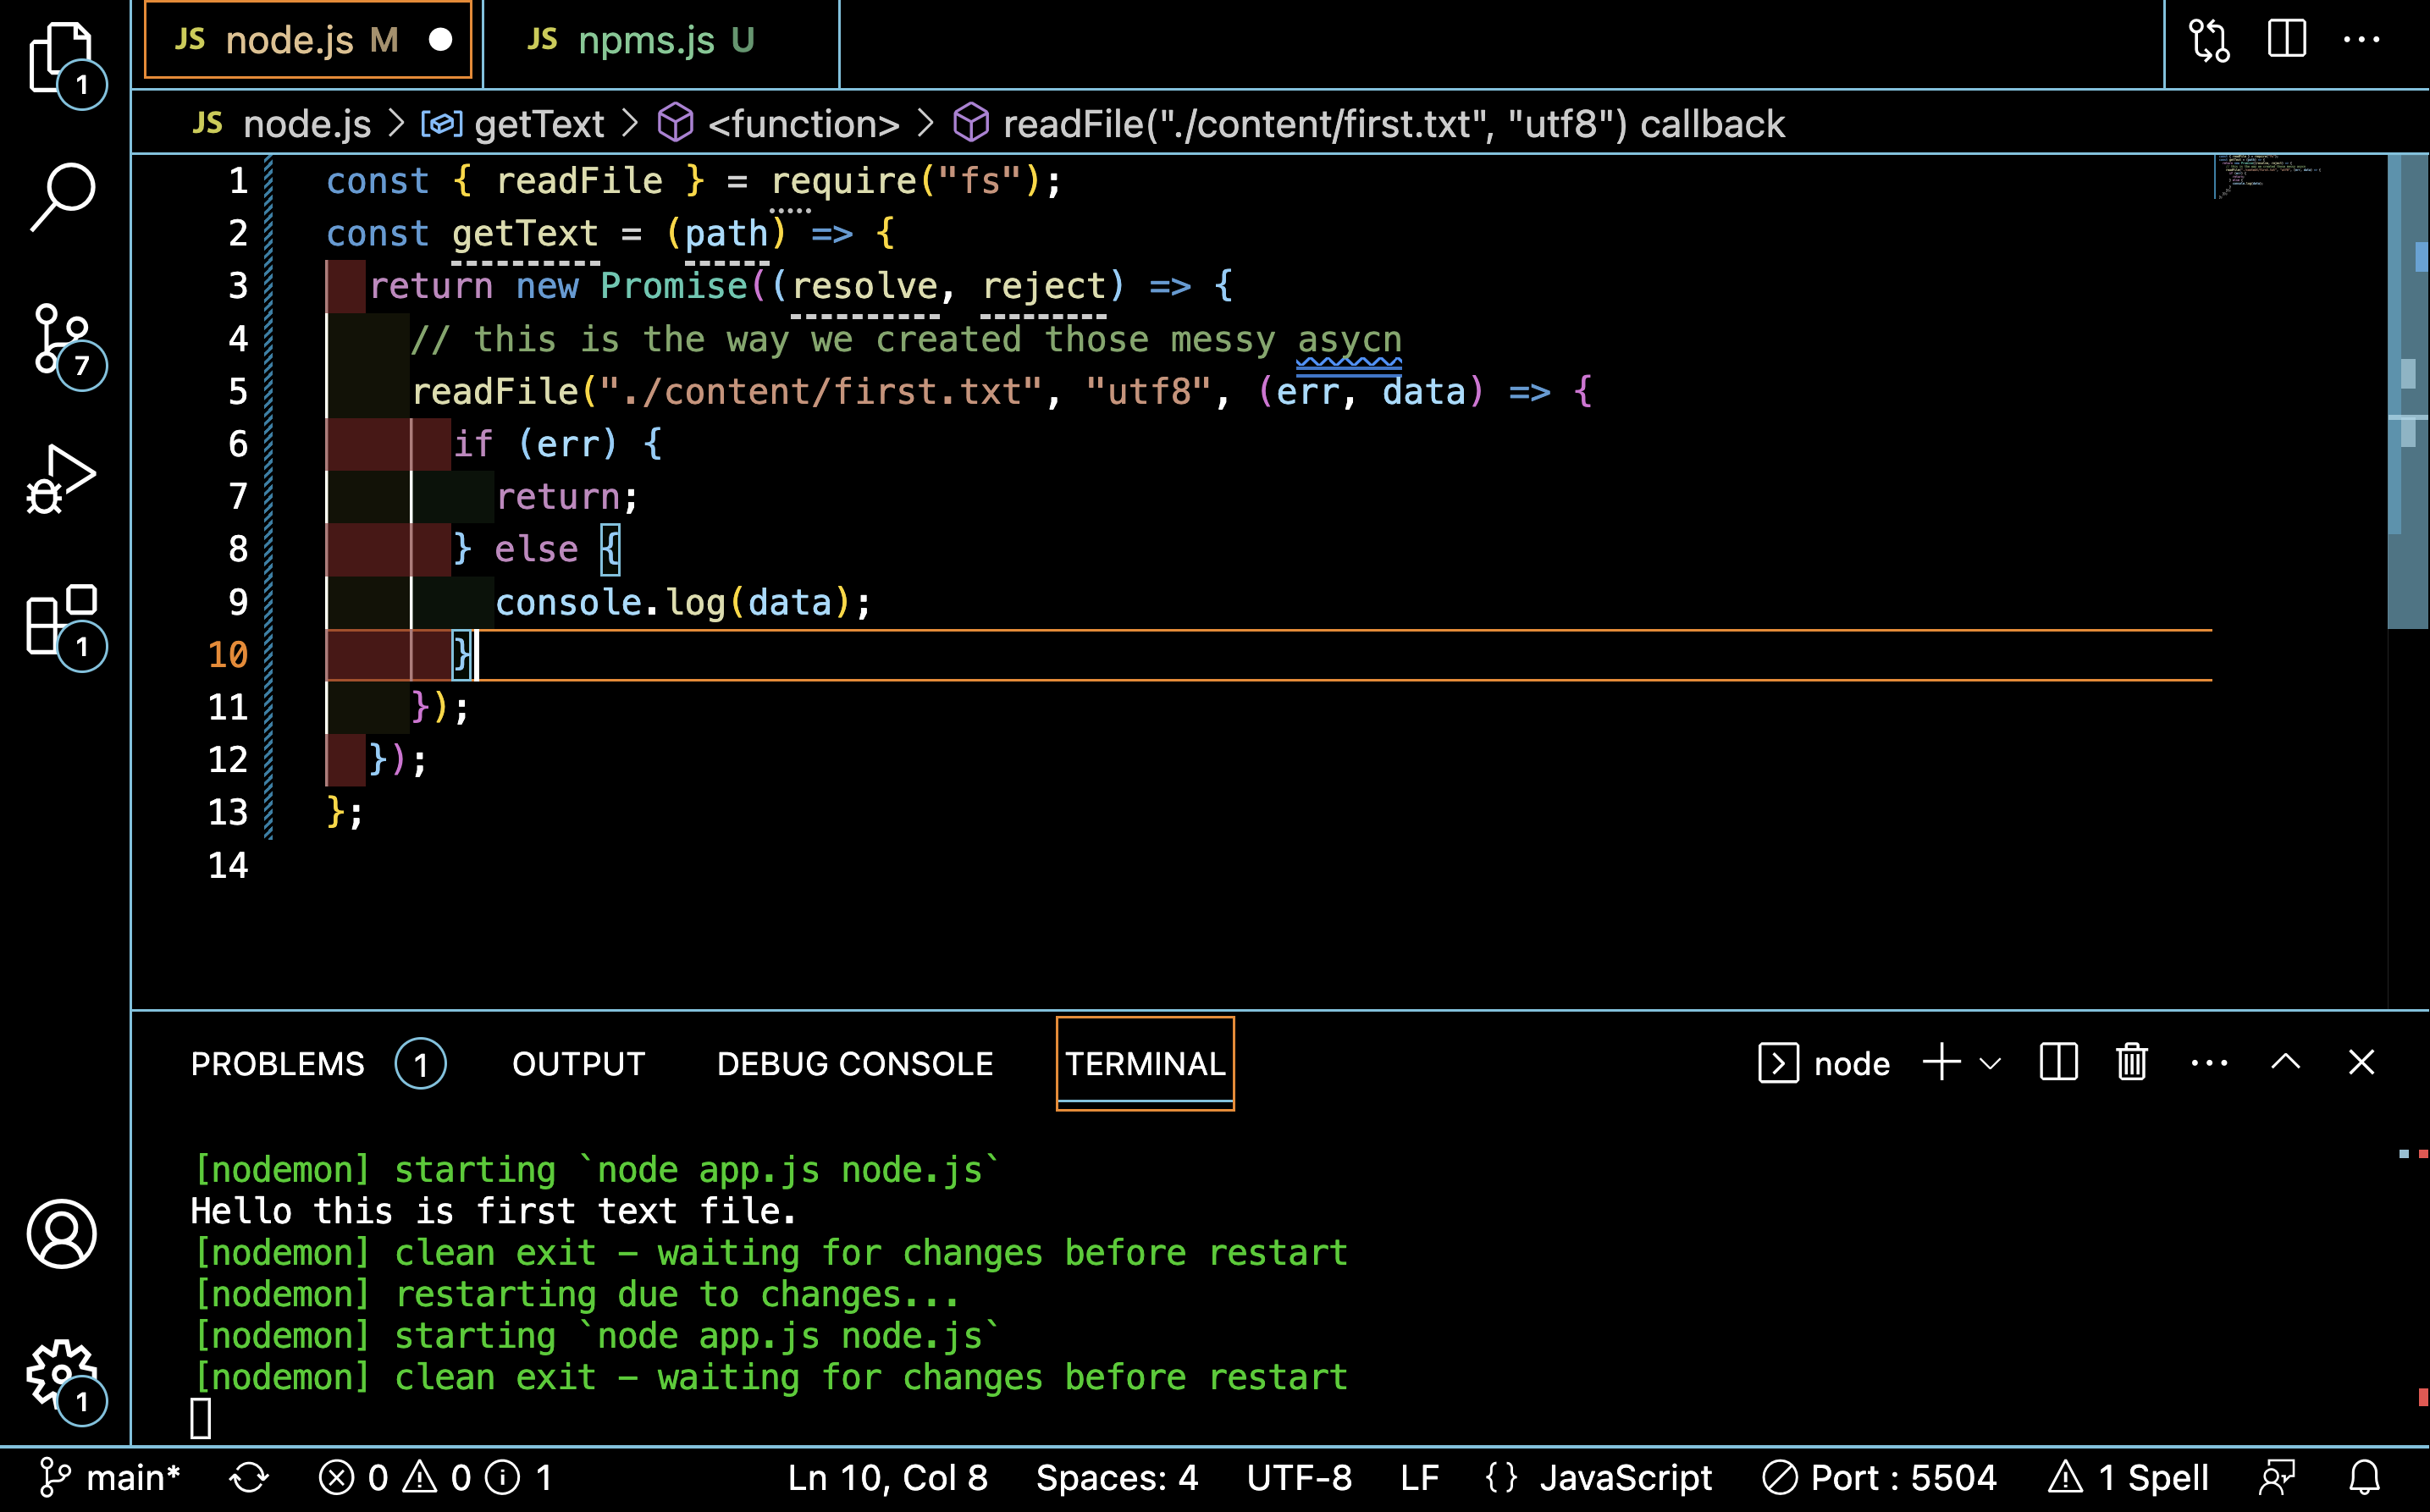 JS node.js M JS npms.js U
1
JS node.js > getText > <function> > readFile("./content/first.txt", "utf8") callback
1 const { readFile } = require("fs");
2 const getText = (path) => {
3 return new Promise((resolve, reject) => {
4 // this is the way we created those messy asycn
5 readFile("./content/first.txt", "utf8", (err, data) => {
6 if (err) {
7 return;
8 } else {
9 console.log(data);
10 }
11 });
12 });
13 };
14
7
1
PROBLEMS 1 OUTPUT DEBUG CONSOLE TERMINAL node
[nodemon] starting `node app.js node.js`
Hello this is first text file.
[nodemon] clean exit - waiting for changes before restart
[nodemon] restarting due to changes...
[nodemon] starting `node app.js node.js`
[nodemon] clean exit - waiting for changes before restart
1
main* 0 0 1 Ln 10, Col 8 Spaces: 4 UTF-8 LF {} JavaScript Port : 5504 1 Spell